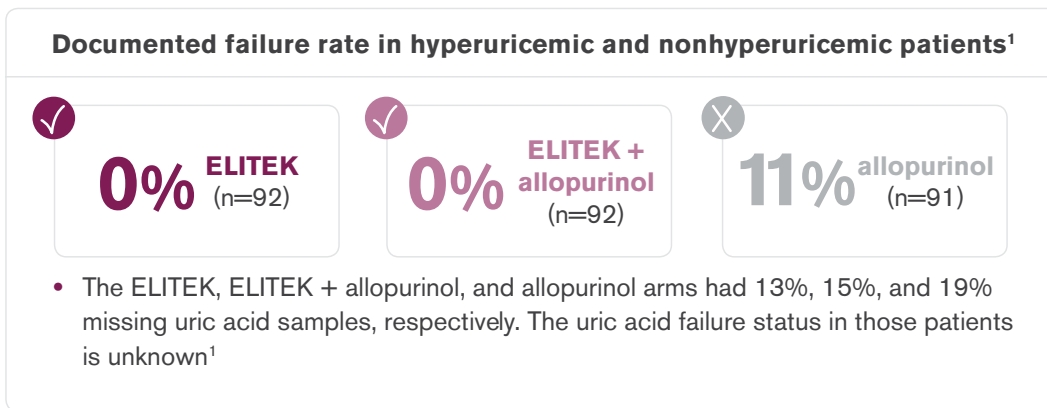 Documented failure rate in hyperuricemic and nonhyperuricemic patients¹
0% ELITEK
(n=92)
0% ELITEK +
allopurinol
(n=92)
11% allopurinol
(n=91)
• The ELITEK, ELITEK + allopurinol, and allopurinol arms had 13%, 15%, and 19%
missing uric acid samples, respectively. The uric acid failure status in those patients
is unknown¹